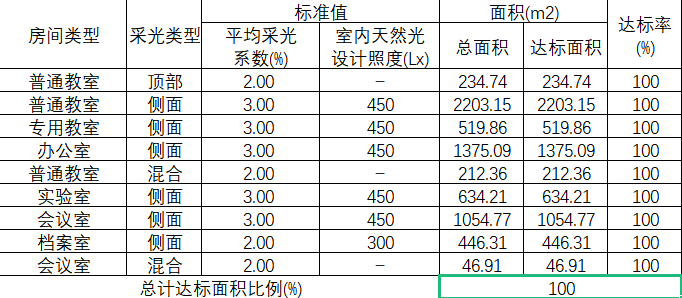 房间类型 采光类型 标准值 面积(m2) 达标率(%)
平均采光系数(%) 室内天然光设计照度(Lx) 总面积 达标面积
普通教室 顶部 2.00 – 234.74 234.74 100
普通教室 侧面 3.00 450 2203.15 2203.15 100
专用教室 侧面 3.00 450 519.86 519.86 100
办公室 侧面 3.00 450 1375.09 1375.09 100
普通教室 混合 2.00 – 212.36 212.36 100
实验室 侧面 3.00 450 634.21 634.21 100
会议室 侧面 3.00 450 1054.77 1054.77 100
档案室 侧面 2.00 300 446.31 446.31 100
会议室 混合 2.00 – 46.91 46.91 100
总计达标面积比例(%) 100